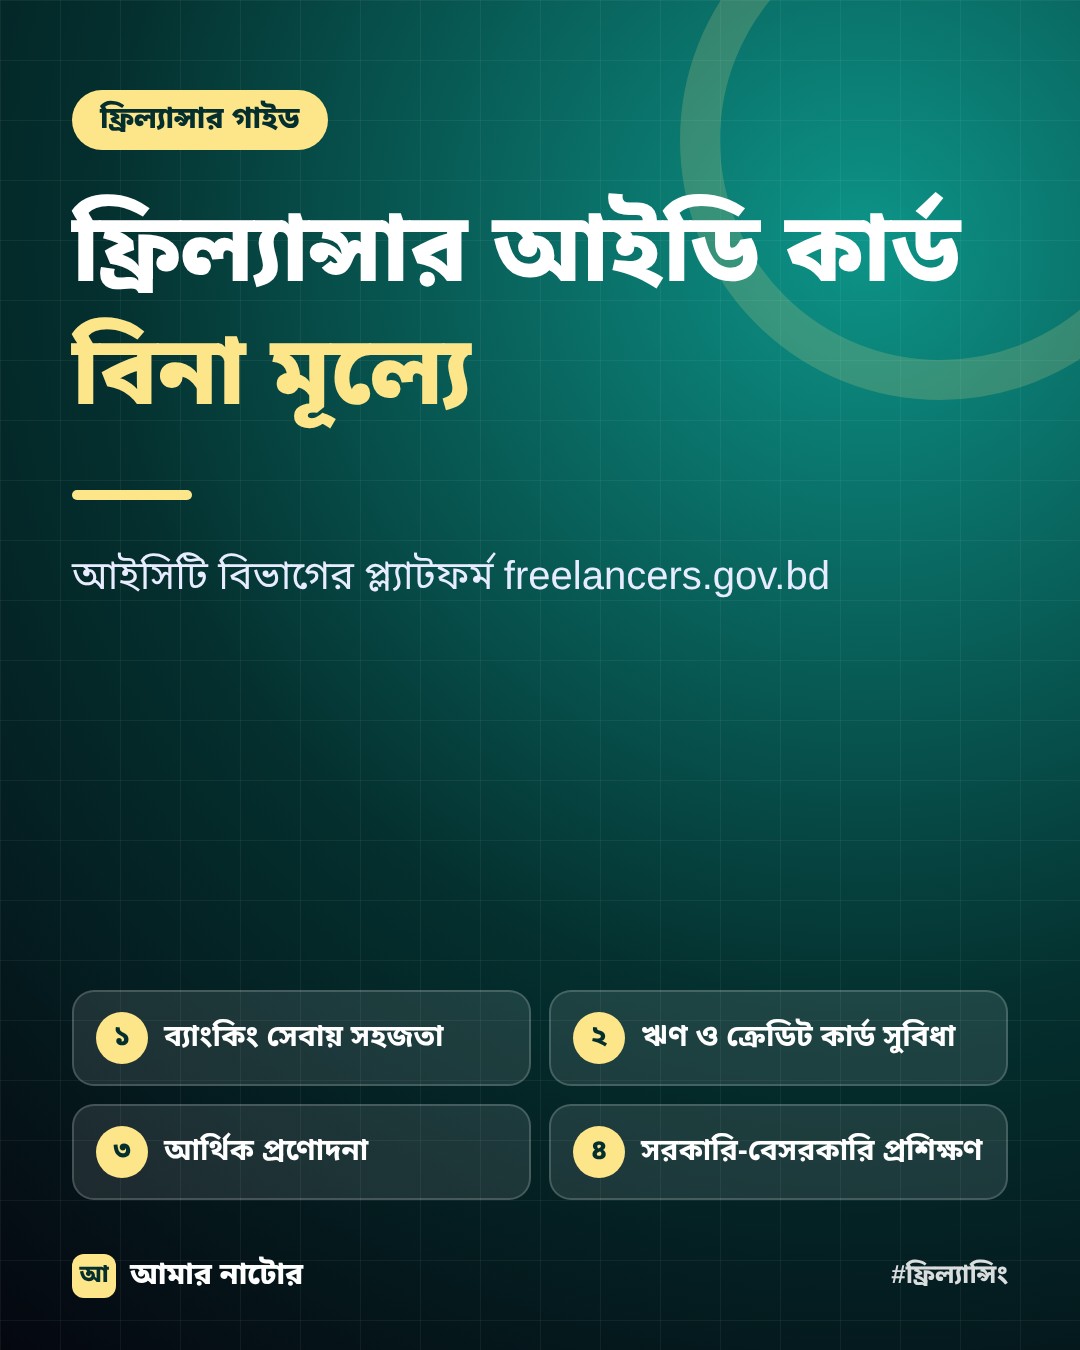 ফ্রিল্যান্সার গাইড
ফ্রিল্যান্সার আইডি কার্ড
বিনা মূল্যে
আইসিটি বিভাগের প্ল্যাটফর্ম freelancers.gov.bd
১ ব্যাংকিং সেবায় সহজতা
২ ঋণ ও ক্রেডিট কার্ড সুবিধা
৩ আর্থিক প্রণোদনা
৪ সরকারি-বেসরকারি প্রশিক্ষণ
আ আমার নাটোর
#ফ্রিল্যান্সিং